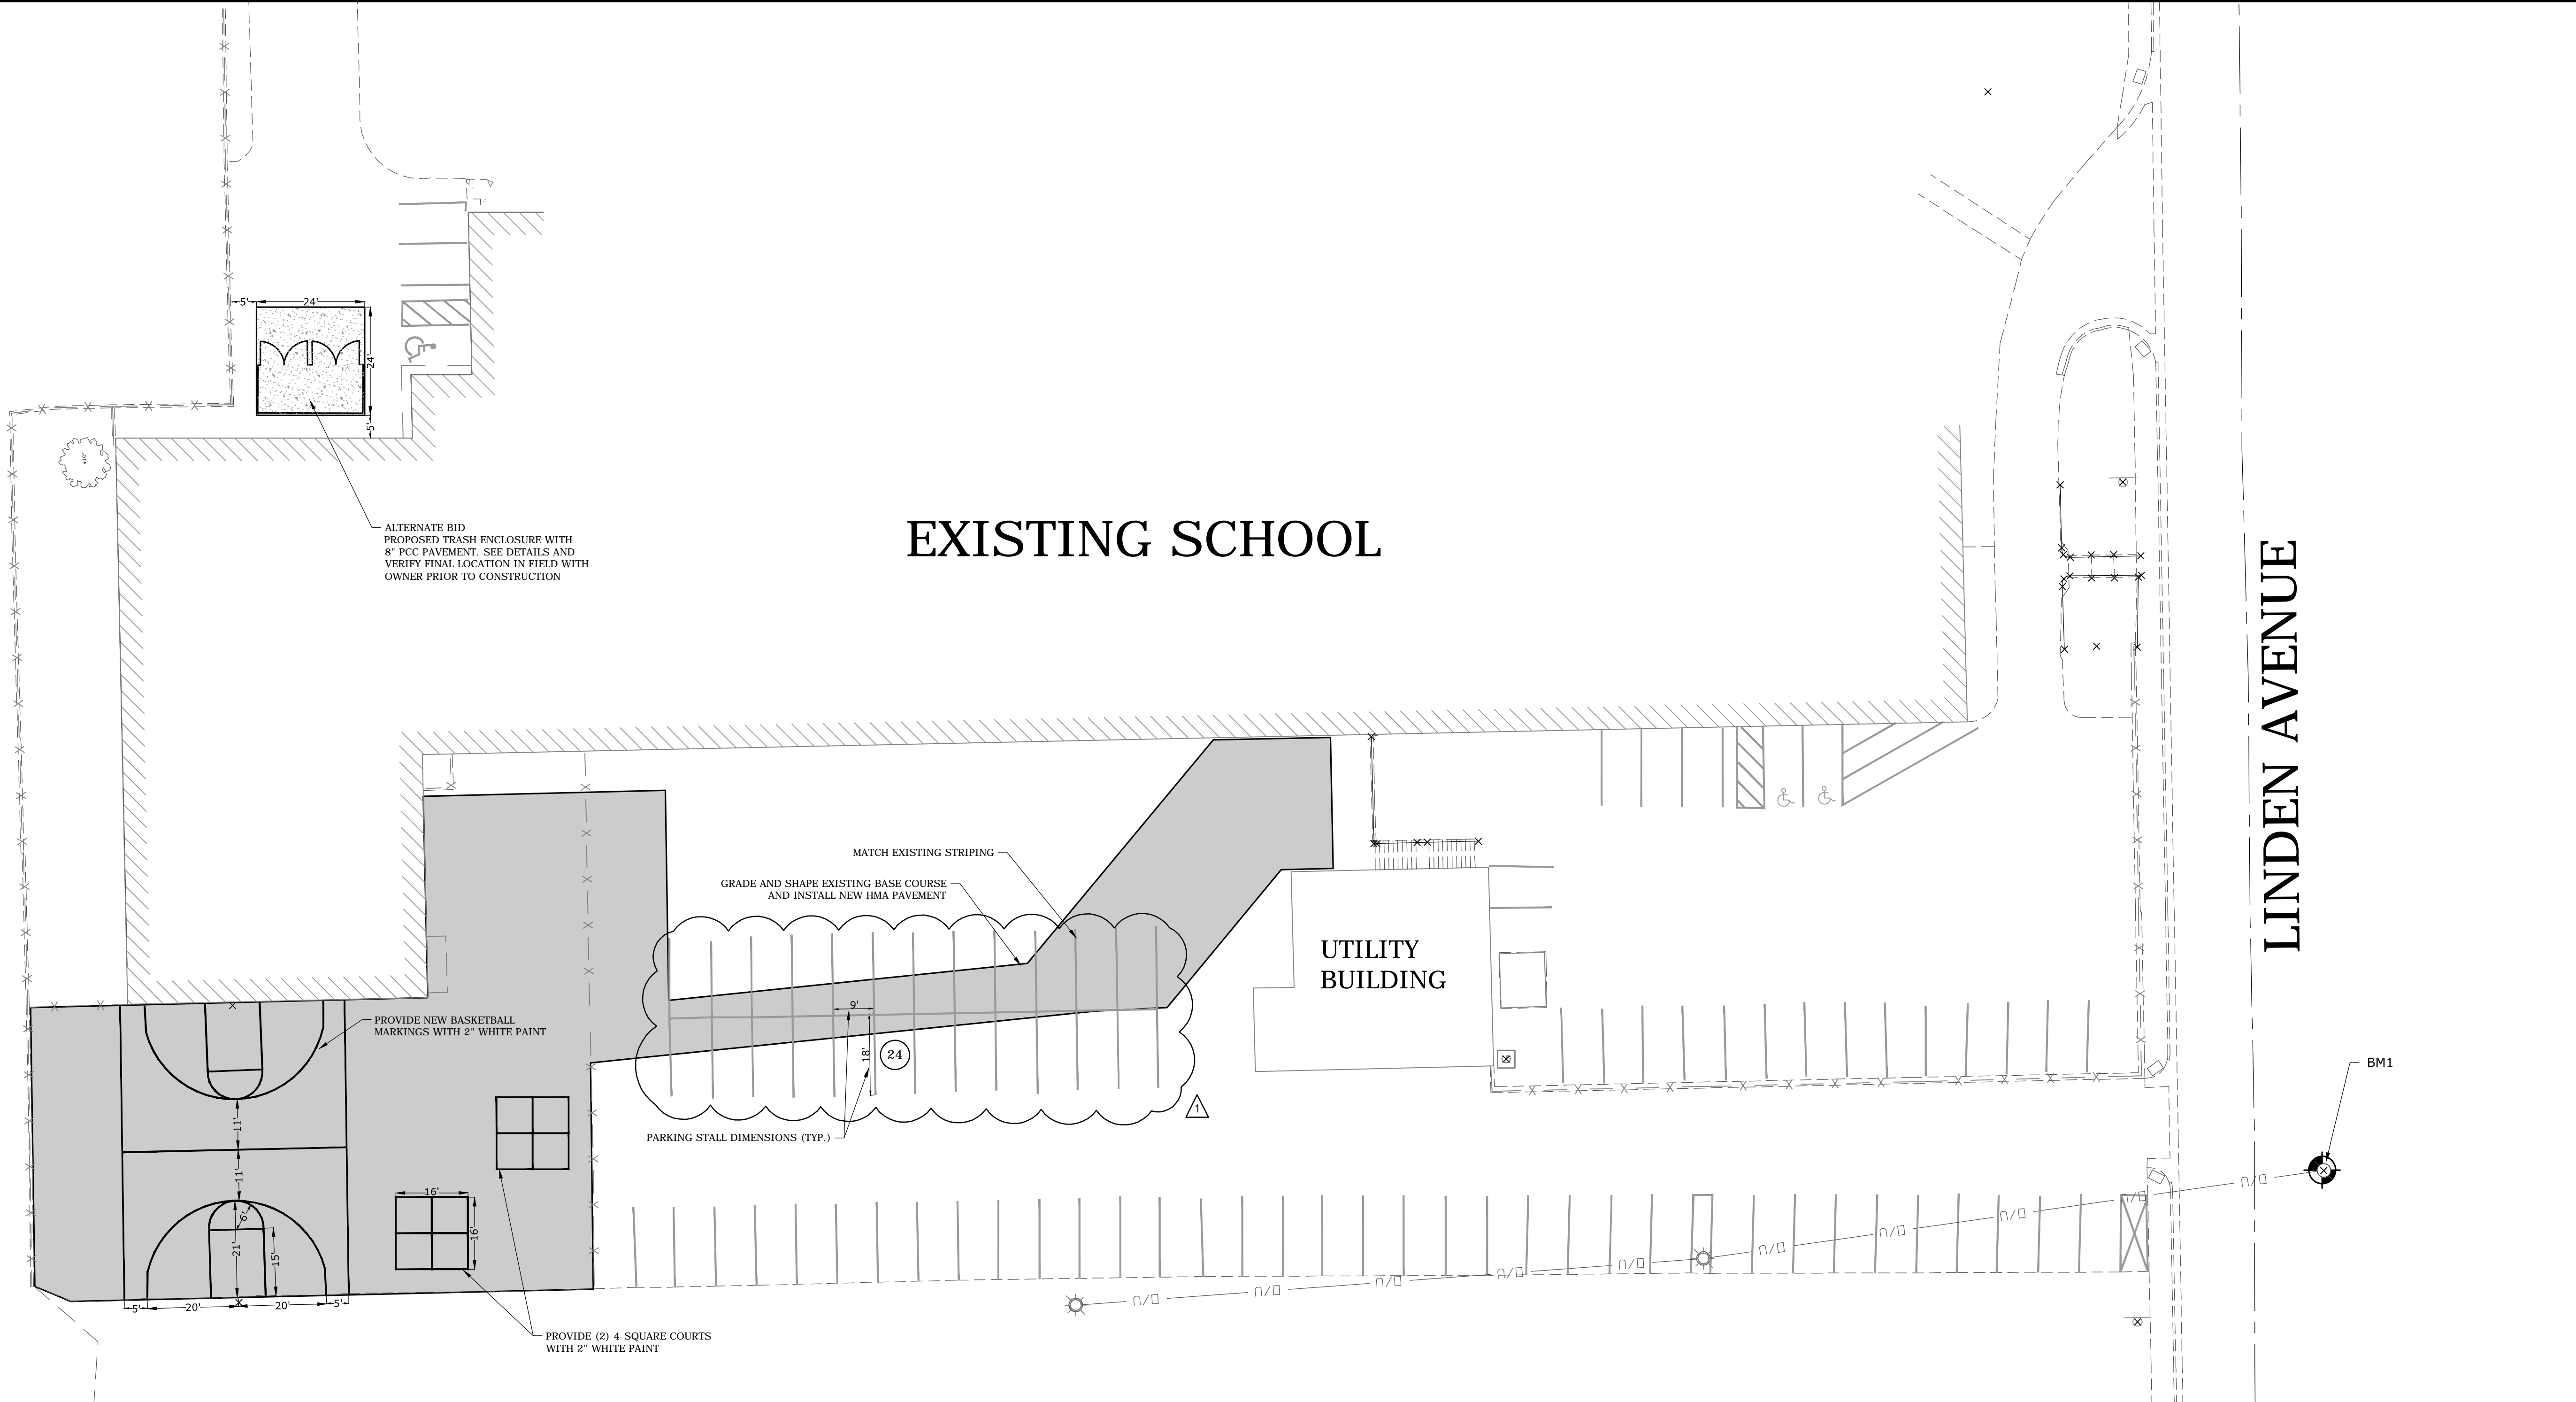 5'
24'
24'
5'
ALTERNATE BID
PROPOSED TRASH ENCLOSURE WITH
8" PCC PAVEMENT. SEE DETAILS AND
VERIFY FINAL LOCATION IN FIELD WITH
OWNER PRIOR TO CONSTRUCTION
EXISTING SCHOOL
LINDEN AVENUE
MATCH EXISTING STRIPING
GRADE AND SHAPE EXISTING BASE COURSE
AND INSTALL NEW HMA PAVEMENT
UTILITY
BUILDING
9'
18'
24
1
PARKING STALL DIMENSIONS (TYP.)
PROVIDE NEW BASKETBALL
MARKINGS WITH 2" WHITE PAINT
11'
11'
6'
21'
15'
16'
16'
5'
20'
20'
5'
PROVIDE (2) 4-SQUARE COURTS
WITH 2" WHITE PAINT
BM1